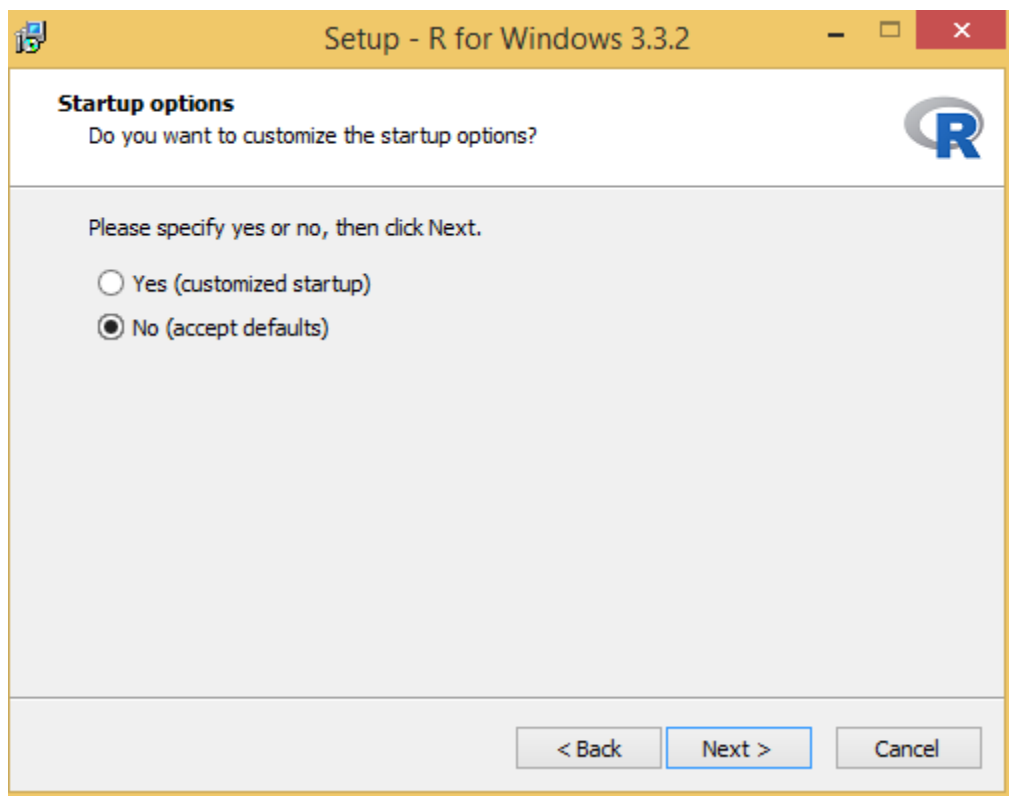 Setup - R for Windows 3.3.2
Startup options
Do you want to customize the startup options?
R
Please specify yes or no, then click Next.
Yes (customized startup)
No (accept defaults)
< Back
Next >
Cancel